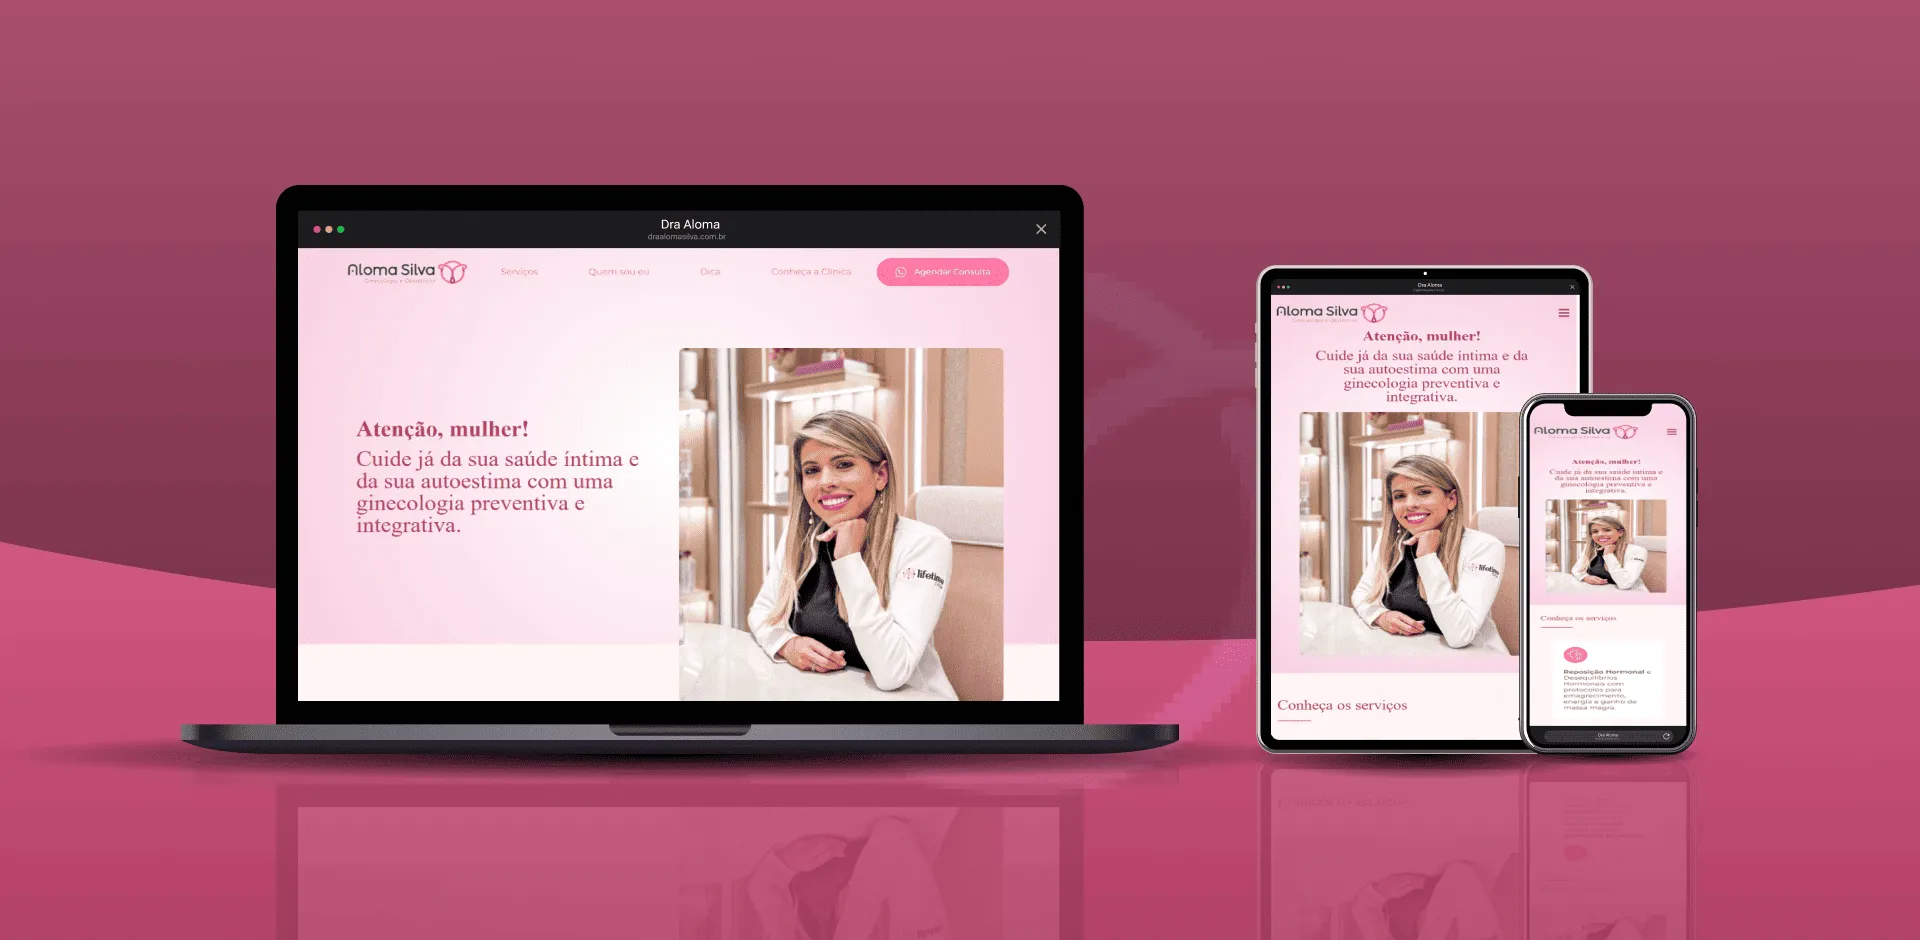 Dra Aloma
draalomasilva.com.br
Aloma Silva
Ginecologia e Obstetrícia
Serviços
Quem sou eu
Dica
Conheça a Clínica
Agendar Consulta
Atenção, mulher!
Cuide já da sua saúde íntima e
da sua autoestima com uma
ginecologia preventiva e
integrativa.
lifetime
Dra Aloma
Aloma Silva
Atenção, mulher!
Cuide já da sua saúde íntima e da
sua autoestima com uma
ginecologia preventiva e
integrativa.
lifetime
Conheça os serviços
Aloma Silva
Atenção, mulher!
Cuide já da sua saúde íntima e
da sua autoestima com uma
ginecologia preventiva e
integrativa.
Conheça os serviços
Reposição Hormonal e
Desequilíbrios
Hormonais com
protocolos para
emagrecimento,
energia e ganho de
massa magra.
Dra Aloma